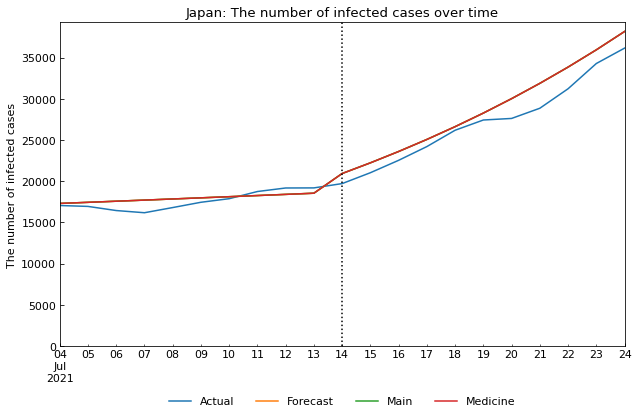 Japan: The number of infected cases over time
The number of infected cases
35000
30000
25000
20000
15000
10000
5000
0
04 05 06 07 08 09 10 11 12 13 14 15 16 17 18 19 20 21 22 23 24
Jul
2021
Actual Forecast Main Medicine